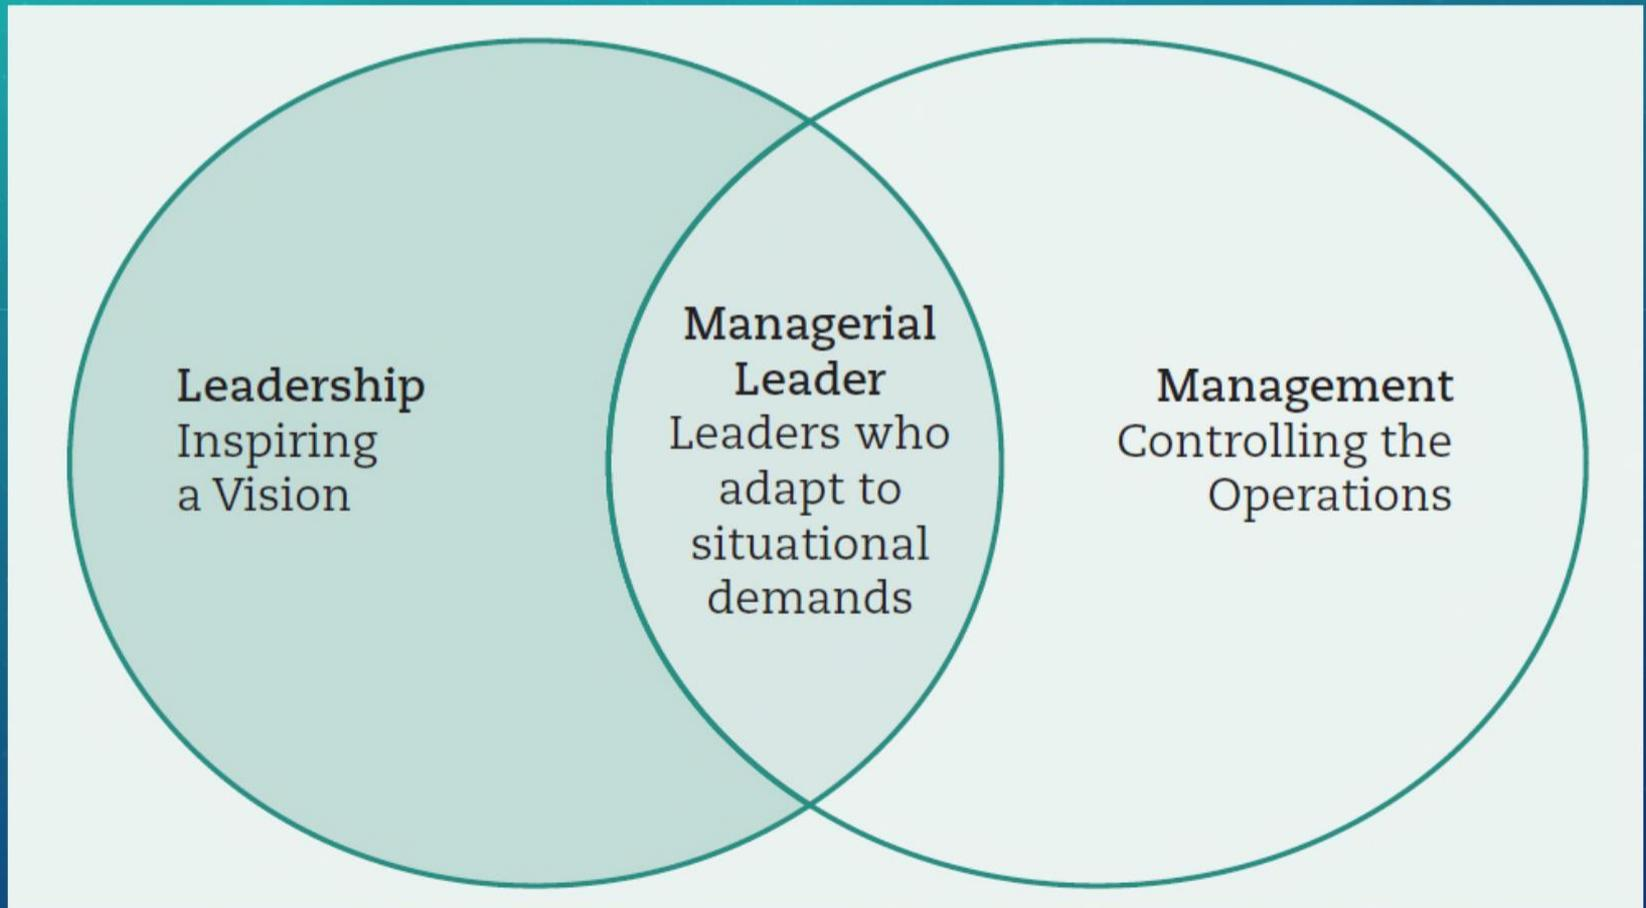 Leadership
Inspiring
a Vision
Managerial
Leader
Leaders who
adapt to
situational
demands
Management
Controlling the
Operations